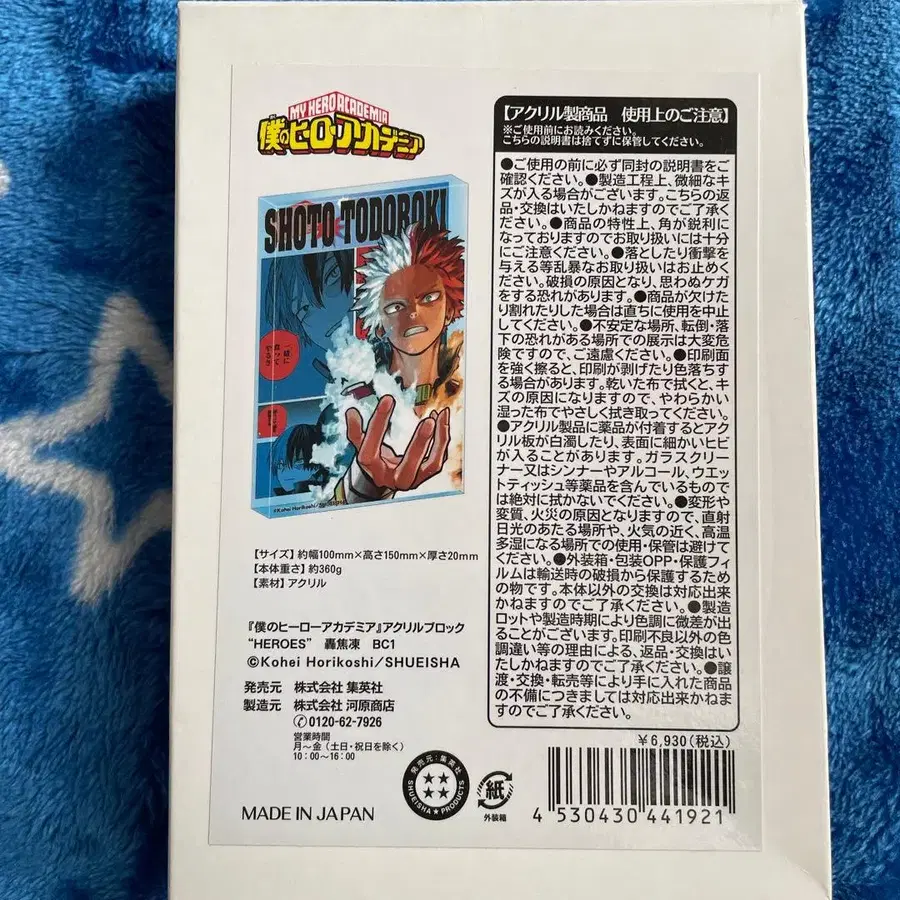 MY HERO ACADEMIA
僕のヒーローアカデミア
SHOTO TODOROKI
一緒に
©Kohei Horikoshi/
【サイズ】約幅100mm×高さ150mm×厚さ20mm
【本体重さ】約360g
【素材】アクリル
『僕のヒーローアカデミア』アクリルブロック
“HEROES” 轟焦凍 BC1
©Kohei Horikoshi/SHUEISHA
発売元 株式会社 集英社
製造元 株式会社 河原商店
0120-62-7926
営業時間
月～金(土日・祝日を除く)
10：00～16：00
MADE IN JAPAN
発売元：集英社
SHUEISHA★PRODUCTS
紙
外装箱
【アクリル製商品 使用上のご注意】
※ご使用前にお読みください。
こちらの説明書は捨てずに保管してください。
●ご使用の前に必ず同封の説明書をご
確認ください。●製造工程上、微細なキ
ズが入る場合がございます。こちらの返
品・交換はいたしかねますのでご了承く
ださい。●商品の特性上、角が鋭利に
なっておりますのでお取り扱いには十分
にご注意ください。●落としたり衝撃を
与える等乱暴なお取り扱いはお止めく
ださい。破損の原因となり、思わぬケガ
をする恐れがあります。●商品が欠けた
り割れたりした場合は直ちに使用を中止
してください。●不安定な場所、転倒・落
下の恐れがある場所での展示は大変危
険ですので、ご遠慮ください。●印刷面
を強く擦ると、印刷が剥げたり色落ちす
する場合があります。乾いた布で拭くと、キ
ズの原因になりますので、やわらかい
湿った布でやさしく拭き取ってください。
●アクリル製品に薬品が付着するとアク
リル板が白濁したり、表面に細かいヒビ
が入ることがあります。ガラスクリ
ーナー又はシンナーやアルコール、ウエッ
トティッシュ等薬品を含んでいるもので
は絶対に拭かないでください。●変形や
変質、火災の原因となりますので、直射
日光のあたる場所や、火気の近く、高温
多湿になる場所での使用・保管は避けて
ください。●外装箱・包装OPP・保護フィ
ルムは輸送時の破損から保護するため
の物です。本体以外の交換は対応出来
かねますのでご了承ください。●製造
ロットや製造時期により色調に微差が出
ることがございます。印刷不良以外の色
調違い等の理由による、返品・交換はい
たしかねますのでご了承ください。●譲
渡・交換・転売等により手に入れた商品
の不備につきましては対応出来かねま
すのでご了承ください。
￥6,930(税込)
4 530430 441921